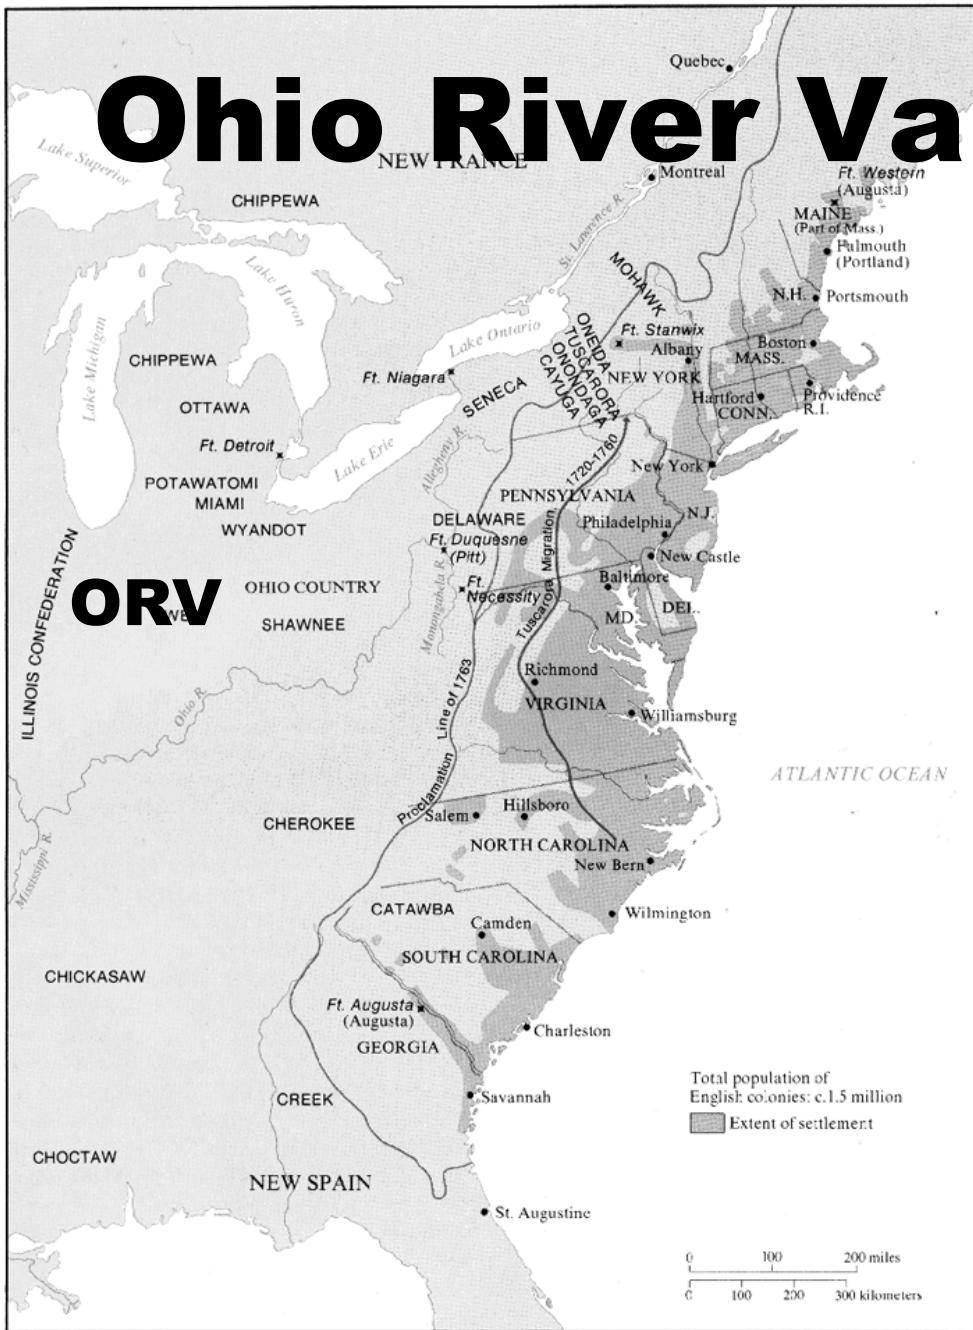 Ohio River Va
Quebec
NEW FRANCE
Lake Superior
Montreal
Ft. Western
(Augusta)
CHIPPEWA
MAINE
(Part of Mass.)
St. Lawrence R.
Falmouth
(Portland)
MOHAWK
Lake Huron
N.H.
Portsmouth
Lake Michigan
Lake Ontario
ONEIDA
TUSCARORA
ONONDAGA
CAYUGA
Ft. Stanwix
Albany
Boston
MASS.
CHIPPEWA
Ft. Niagara
SENECA
NEW YORK
Hartford
CONN.
Providence
R.I.
OTTAWA
Ft. Detroit
Lake Erie
Allegheny R.
1720-1760
New York
POTAWATOMI
MIAMI
PENNSYLVANIA
WYANDOT
DELAWARE
Philadelphia
N.J.
Ft. Duquesne
(Pitt)
New Castle
ILLINOIS CONFEDERATION
OHIO COUNTRY
Ft.
Necessity
Baltimore
ORV
DEL.
MD.
SHAWNEE
Monongahela R.
Tuscarora Migration
Richmond
VIRGINIA
Ohio R.
Proclamation Line of 1763
Williamsburg
ATLANTIC OCEAN
Mississippi R.
CHEROKEE
Salem
Hillsboro
NORTH CAROLINA
New Bern
CATAWBA
Wilmington
Camden
SOUTH CAROLINA
CHICKASAW
Ft. Augusta
(Augusta)
Charleston
GEORGIA
Total population of
English colonies: c.1.5 million
Extent of settlement
CREEK
Savannah
CHOCTAW
NEW SPAIN
St. Augustine
0 100 200 miles
0 100 200 300 kilometers